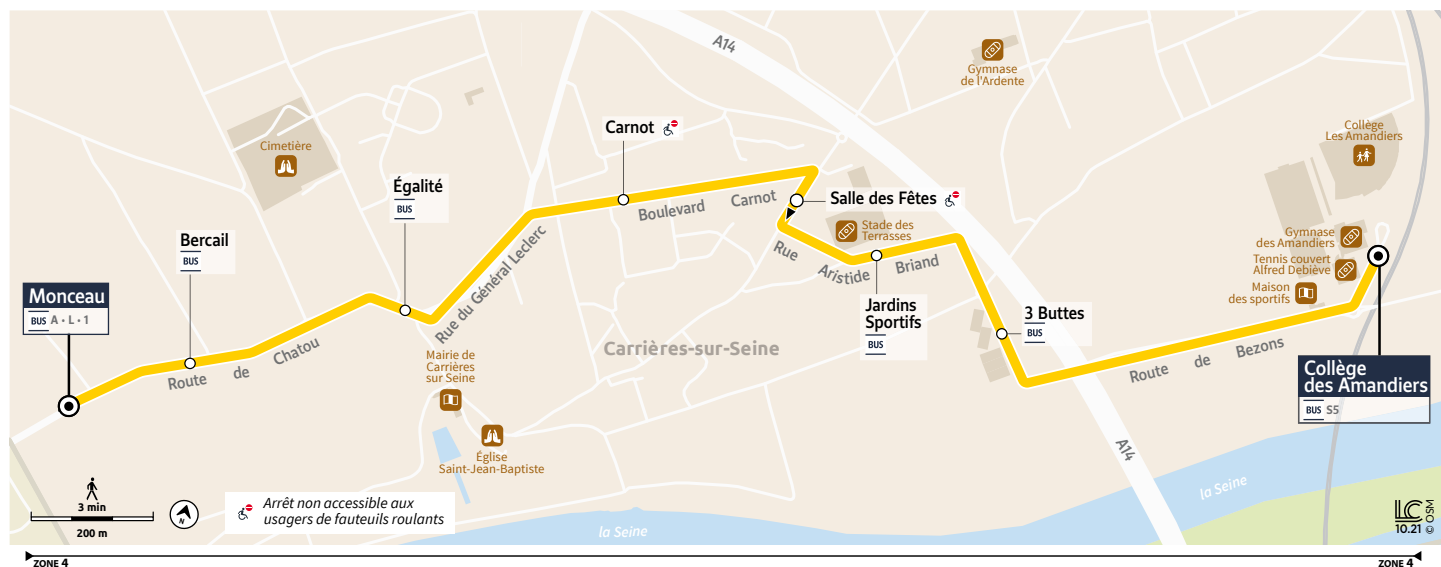 A14
Gymnase
de l'Ardente
Carnot
Collège
Les Amandiers
Cimetière
Égalité
BUS
Boulevard Carnot
Salle des Fêtes
Stade des
Terrasses
Bercail
BUS
Rue du Général Leclerc
Rue Aristide Briand
Gymnase
des Amandiers
Tennis couvert
Alfred Debiève
Maison
des sportifs
Monceau
BUS A • L • 1
Jardins
Sportifs
BUS
3 Buttes
BUS
Route de Chatou
Carrières-sur-Seine
Mairie de
Carrières
sur Seine
Route de Bezons
Collège
des Amandiers
BUS S5
Église
Saint-Jean-Baptiste
A14
la Seine
3 min
200 m
N
Arrêt non accessible aux
usagers de fauteuils roulants
la Seine
LC
10.21 © OSM
ZONE 4
ZONE 4